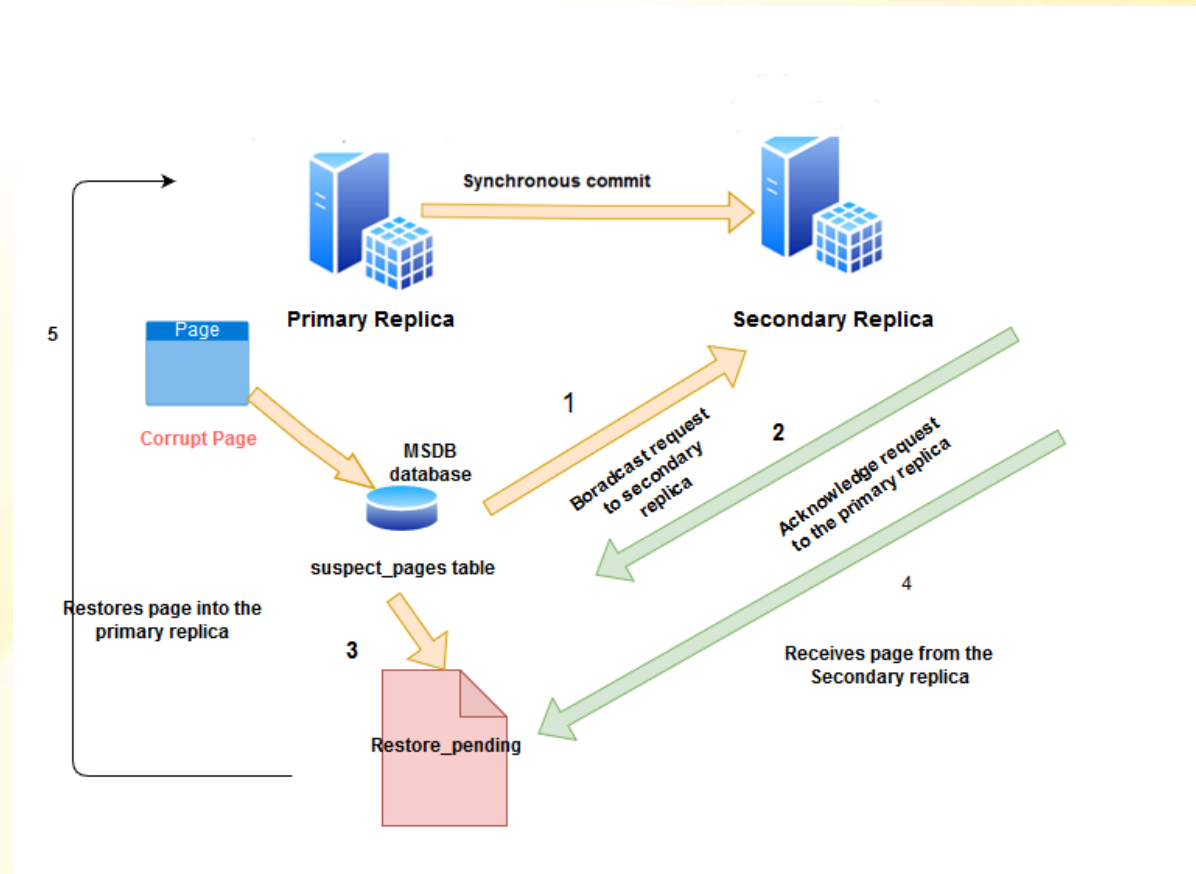 Synchronous commit
Primary Replica
Secondary Replica
5
Page
Corrupt Page
1
2
MSDB
database
Boradcast request
to secondary
replica
Acknowledge request
to the primary replica
suspect_pages table
4
Restores page into the
primary replica
3
Receives page from the
Secondary replica
Restore_pending